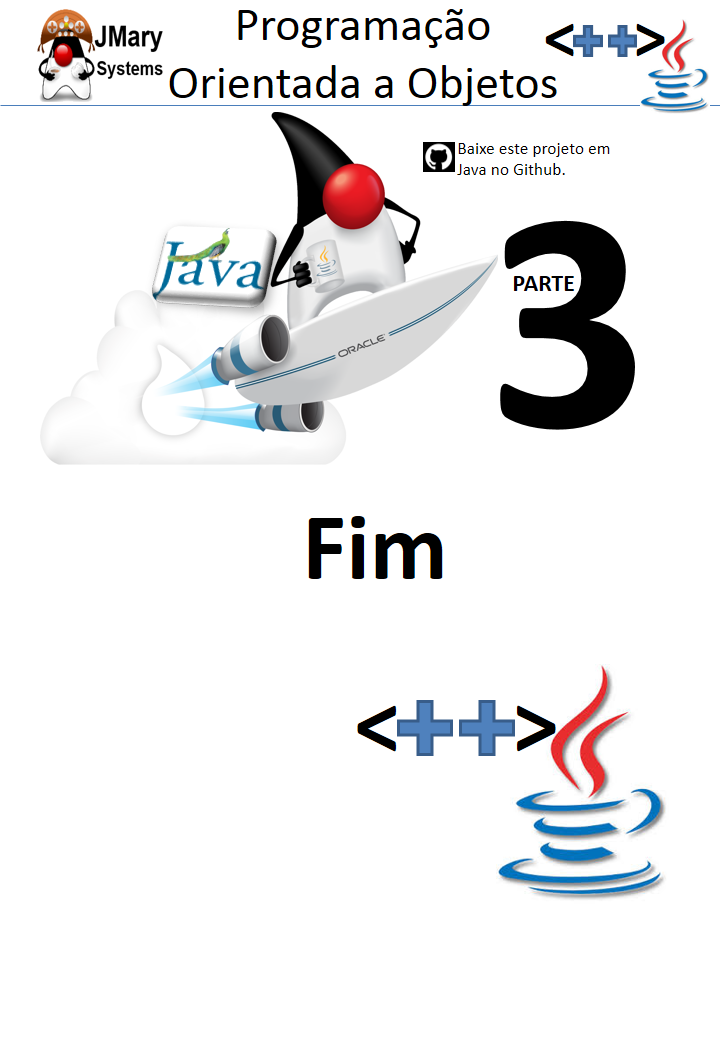 JMary
Systems
Programação
Orientada a Objetos
<++>
Baixe este projeto em
Java no Github.
Java
PARTE
3
ORACLE
Fim
<++>